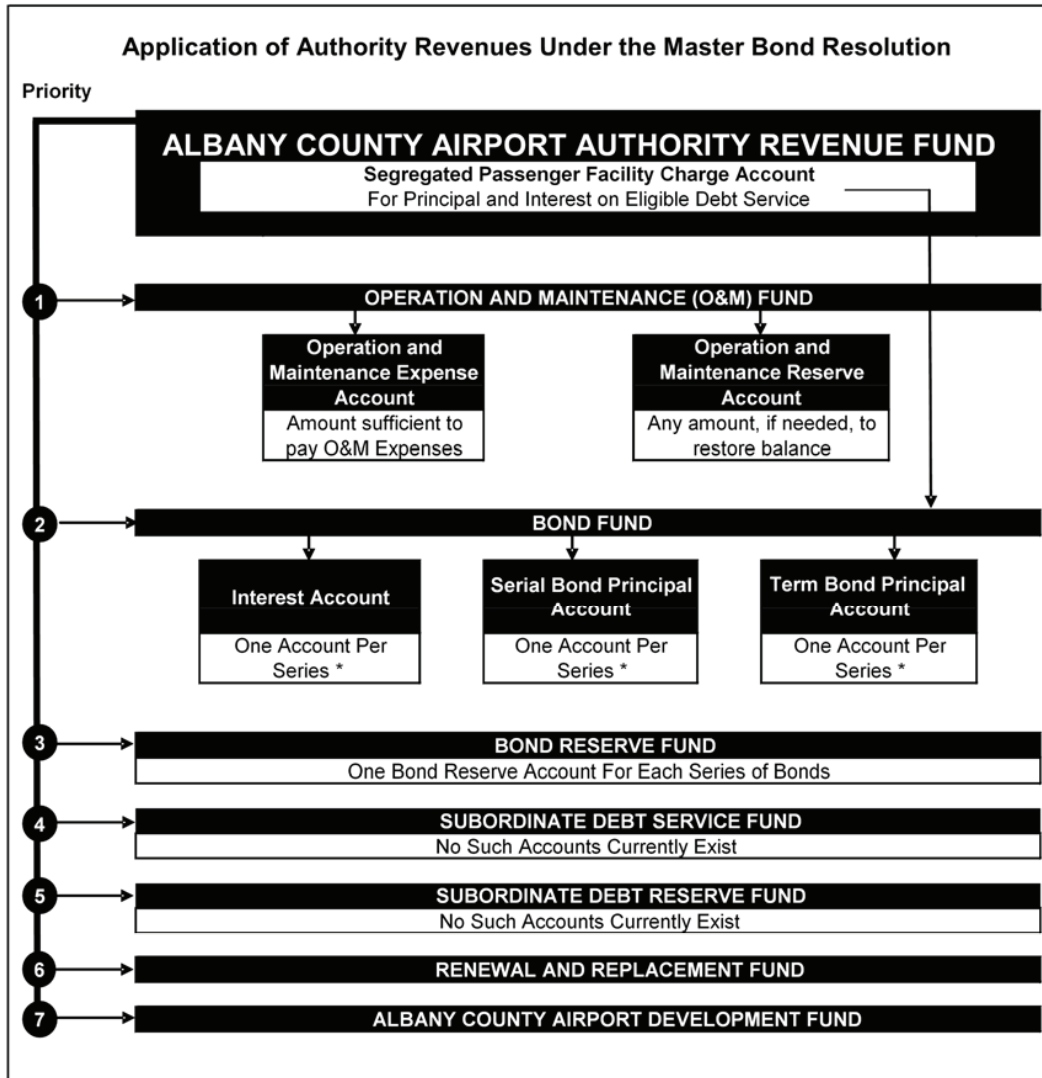 Application of Authority Revenues Under the Master Bond Resolution
Priority
ALBANY COUNTY AIRPORT AUTHORITY REVENUE FUND
Segregated Passenger Facility Charge Account
For Principal and Interest on Eligible Debt Service
1
OPERATION AND MAINTENANCE (O&M) FUND
Operation and
Maintenance Expense
Account
Amount sufficient to
pay O&M Expenses
Operation and
Maintenance Reserve
Account
Any amount, if needed, to
restore balance
2
BOND FUND
Interest Account
One Account Per
Series *
Serial Bond Principal
Account
One Account Per
Series *
Term Bond Principal
Account
One Account Per
Series *
3
BOND RESERVE FUND
One Bond Reserve Account For Each Series of Bonds
4
SUBORDINATE DEBT SERVICE FUND
No Such Accounts Currently Exist
5
SUBORDINATE DEBT RESERVE FUND
No Such Accounts Currently Exist
6
RENEWAL AND REPLACEMENT FUND
7
ALBANY COUNTY AIRPORT DEVELOPMENT FUND